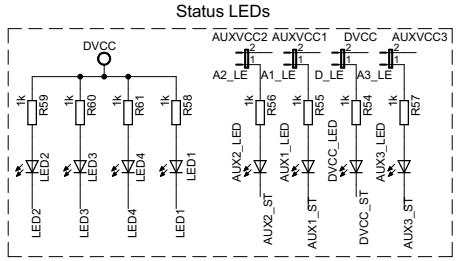 Status LEDs
AUXVCC2 AUXVCC1 DVCC AUXVCC3
DVCC
2 2 2 2
1 1 1 1
A2_LE A1_LE D_LE A3_LE
1k R59
1k R60
1k R61
1k R58
1k R56
1k R55
1k R54
1k R57
LED2
LED3
LED4
LED1
AUX2_LED
AUX1_LED
DVCC_LED
AUX3_LED
LED2
LED3
LED4
LED1
AUX2_ST
AUX1_ST
DVCC_ST
AUX3_ST